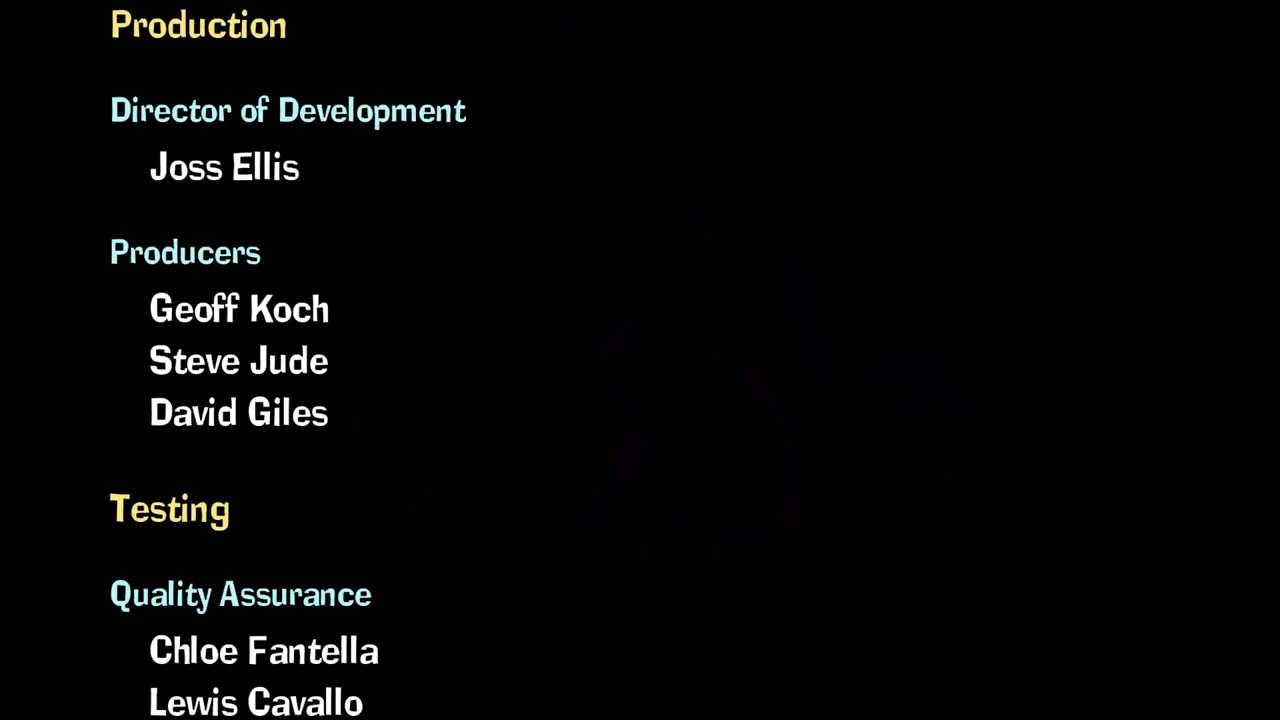 Production
Director of Development
Joss Ellis
Producers
Geoff Koch
Steve Jude
David Giles
Testing
Quality Assurance
Chloe Fantella
Lewis Cavallo